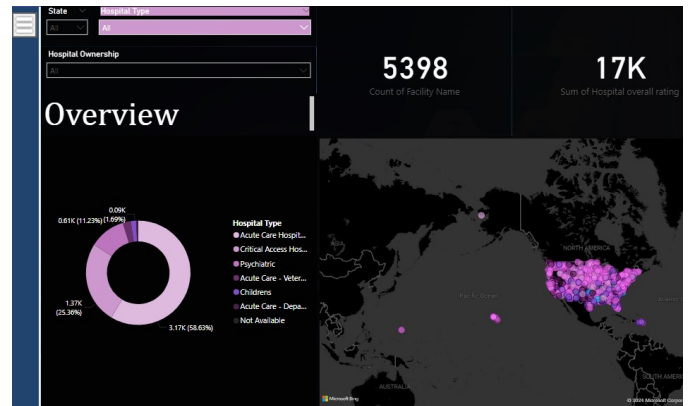 State
Hospital Type
All
All
Hospital Ownership
All
5398
Count of Facility Name
17K
Sum of Hospital overall rating
Overview
0.09K
(1.69%)
0.61K (11.23%)
1.37K
(25.36%)
3.17K (58.63%)
Hospital Type
Acute Care Hospit...
Critical Access Hos...
Psychiatric
Acute Care - Veter...
Childrens
Acute Care - Depa...
Not Available
NORTH AMERICA
ASIA
Pacific Ocean
Atlantic
AUSTRALIA
SOUTH AMERI
Microsoft Bing
© 2024 Microsoft Corpor